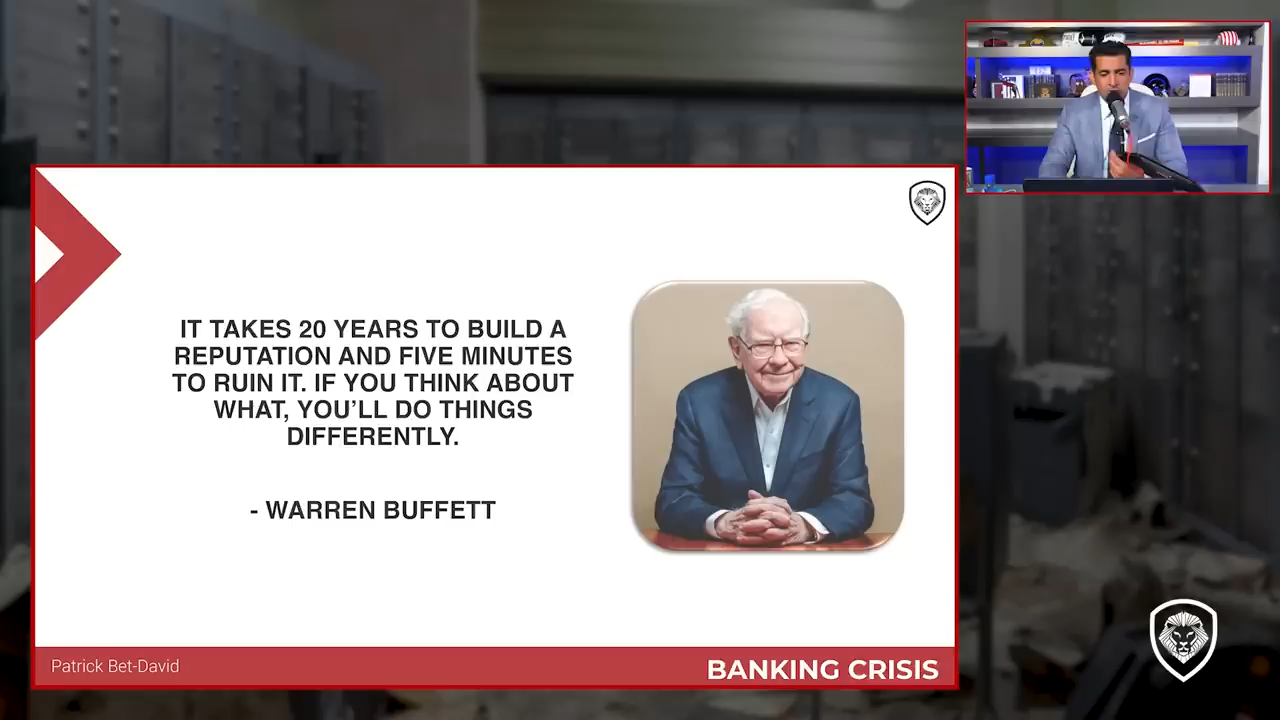 IT TAKES 20 YEARS TO BUILD A
REPUTATION AND FIVE MINUTES
TO RUIN IT. IF YOU THINK ABOUT
WHAT, YOU’LL DO THINGS
DIFFERENTLY.
- WARREN BUFFETT
Patrick Bet-David
BANKING CRISIS